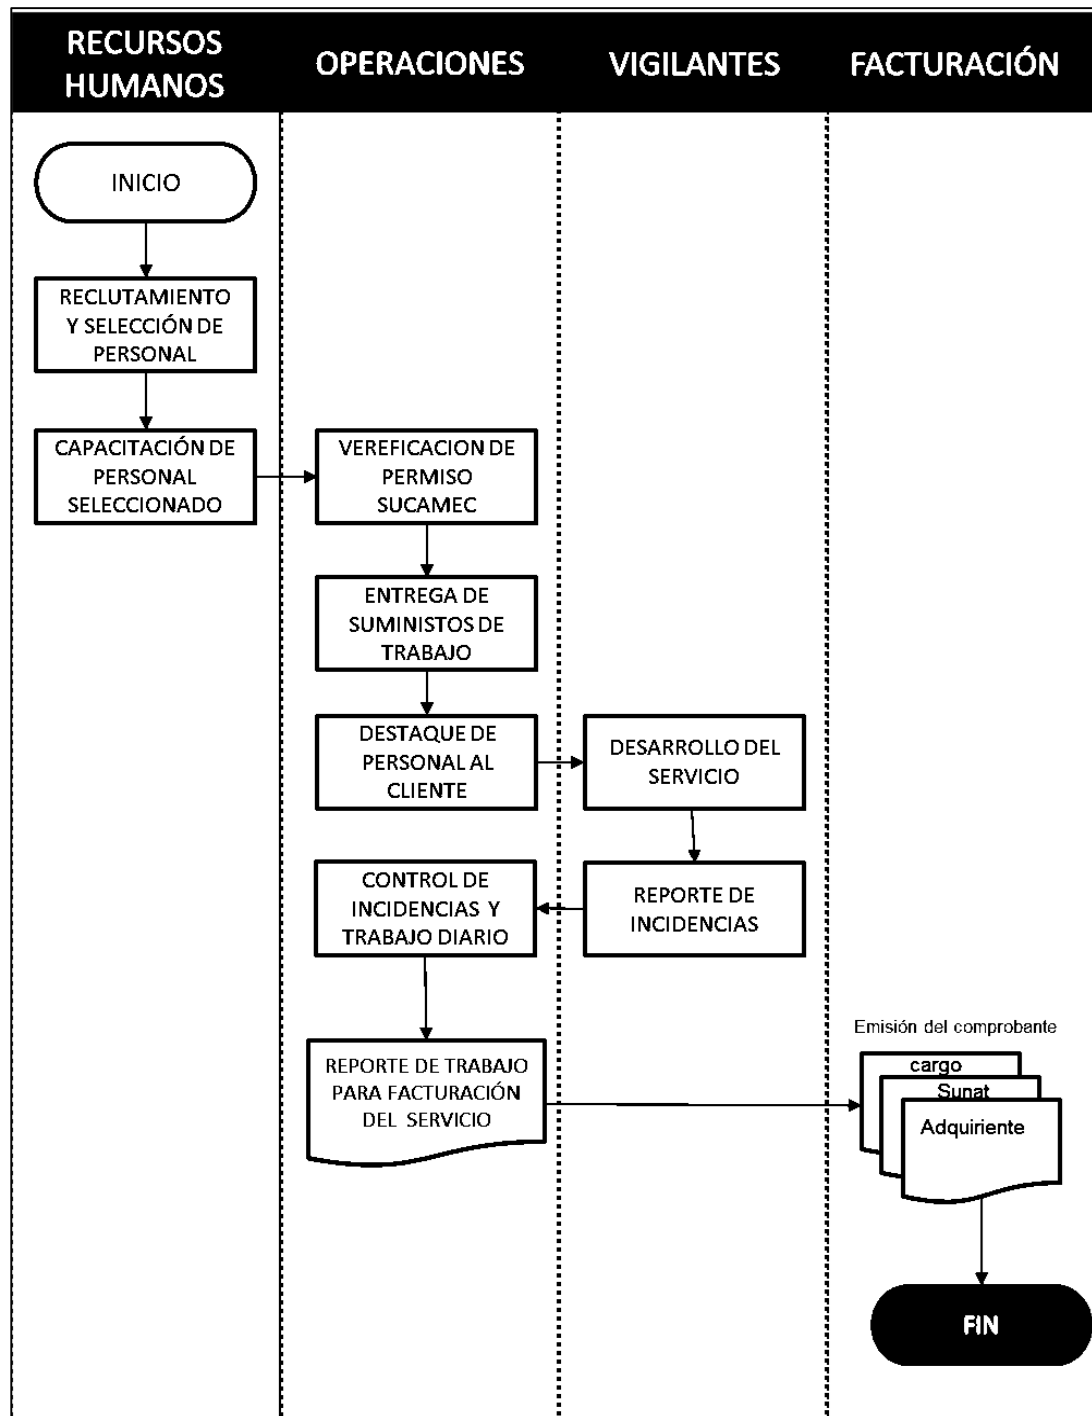 RECURSOS
HUMANOS
OPERACIONES
VIGILANTES
FACTURACIÓN
INICIO
RECLUTAMIENTO
Y SELECCIÓN DE
PERSONAL
CAPACITACIÓN DE
PERSONAL
SELECCIONADO
VEREFICACION DE
PERMISO
SUCAMEC
ENTREGA DE
SUMINISTOS DE
TRABAJO
DESTAQUE DE
PERSONAL AL
CLIENTE
DESARROLLO DEL
SERVICIO
REPORTE DE
INCIDENCIAS
CONTROL DE
INCIDENCIAS Y
TRABAJO DIARIO
REPORTE DE TRABAJO
PARA FACTURACIÓN
DEL SERVICIO
Emisión del comprobante
cargo
Sunat
Adquiriente
FIN